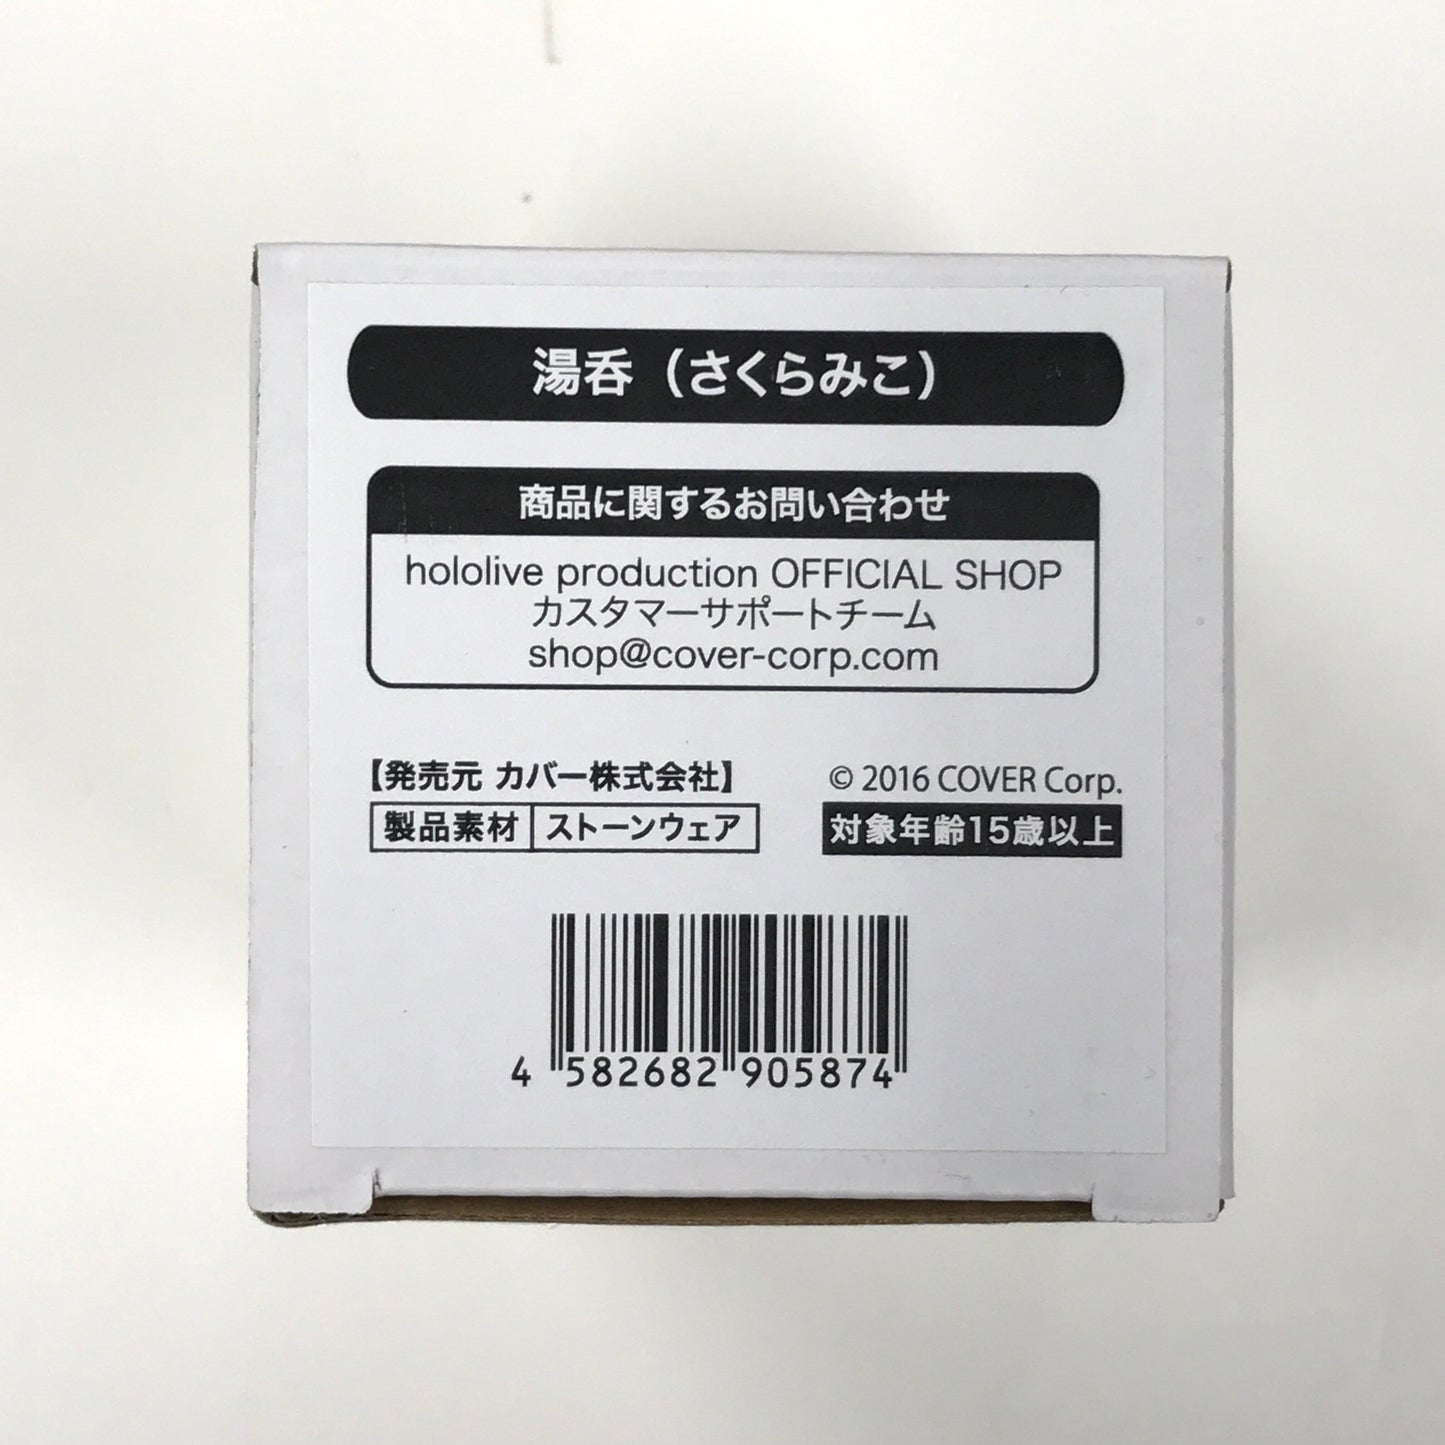 湯呑（さくらみこ）
商品に関するお問い合わせ
hololive production OFFICIAL SHOP
カスタマーサポートチーム
shop@cover-corp.com
【発売元 カバー株式会社】
© 2016 COVER Corp.
製品素材 ストーンウェア
対象年齢15歳以上
4 582682 905874